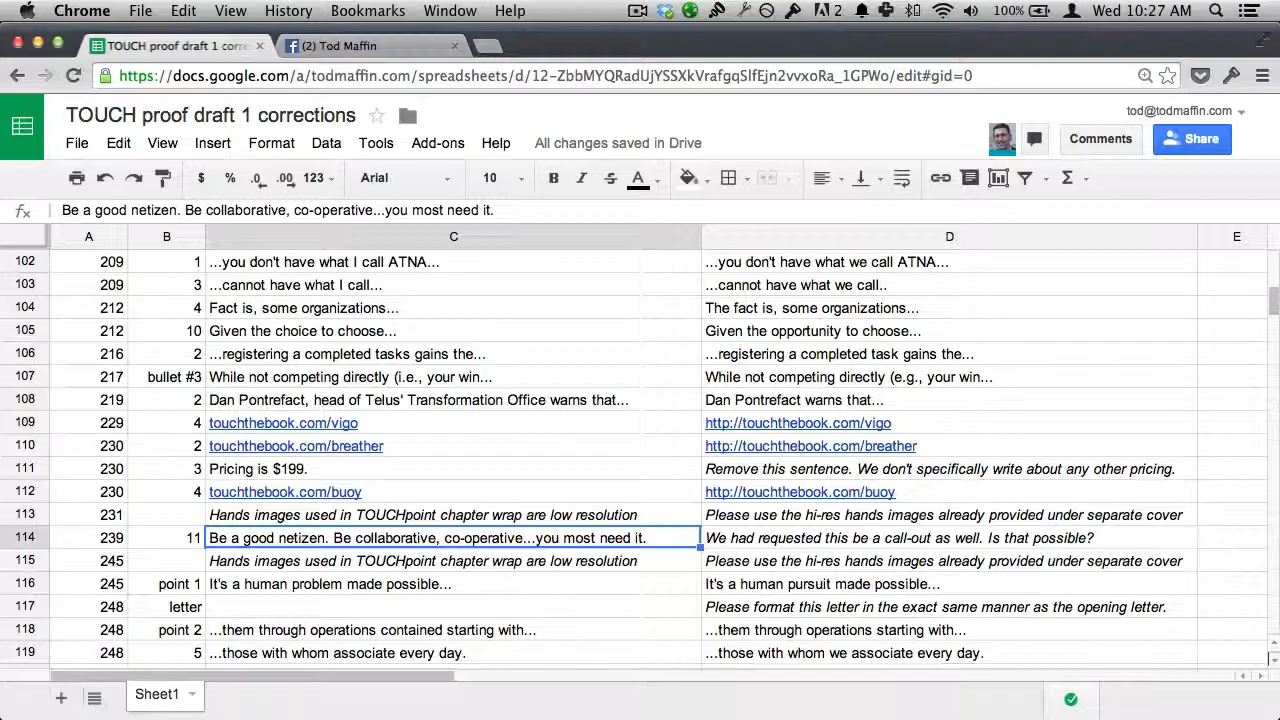 Chrome File Edit View History Bookmarks Window Help 2 100% Wed 10:27 AM
TOUCH proof draft 1 corre (2) Tod Maffin
https://docs.google.com/a/todmaffin.com/spreadsheets/d/12-ZbbMYQRadUjYSSXkVrafgqSlfEjn2vvxoRa_1GPWo/edit#gid=0
TOUCH proof draft 1 corrections tod@todmaffin.com
File Edit View Insert Format Data Tools Add-ons Help All changes saved in Drive Comments Share
$ % .0 .00 123 Arial 10 B I S A Σ
fx Be a good netizen. Be collaborative, co-operative...you most need it.
A B C D E
102 209 1 ...you don't have what I call ATNA... ...you don't have what we call ATNA...
103 209 3 ...cannot have what I call... ...cannot have what we call..
104 212 4 Fact is, some organizations... The fact is, some organizations...
105 212 10 Given the choice to choose... Given the opportunity to choose...
106 216 2 ...registering a completed tasks gains the... ...registering a completed task gains the...
107 217 bullet #3 While not competing directly (i.e., your win... While not competing directly (e.g., your win...
108 219 2 Dan Pontrefact, head of Telus' Transformation Office warns that... Dan Pontrefact warns that...
109 229 4 touchthebook.com/vigo http://touchthebook.com/vigo
110 230 2 touchthebook.com/breather http://touchthebook.com/breather
111 230 3 Pricing is $199. Remove this sentence. We don't specifically write about any other pricing.
112 230 4 touchthebook.com/buoy http://touchthebook.com/buoy
113 231 Hands images used in TOUCHpoint chapter wrap are low resolution Please use the hi-res hands images already provided under separate cover
114 239 11 Be a good netizen. Be collaborative, co-operative...you most need it. We had requested this be a call-out as well. Is that possible?
115 245 Hands images used in TOUCHpoint chapter wrap are low resolution Please use the hi-res hands images already provided under separate cover
116 245 point 1 It's a human problem made possible... It's a human pursuit made possible...
117 248 letter Please format this letter in the exact same manner as the opening letter.
118 248 point 2 ...them through operations contained starting with... ...them through operations starting with...
119 248 5 ...those with whom associate every day. ...those with whom we associate every day.
Sheet1